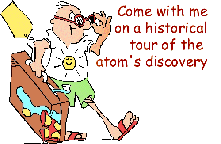 Come with me
on a historical
tour of the
atom's discovery